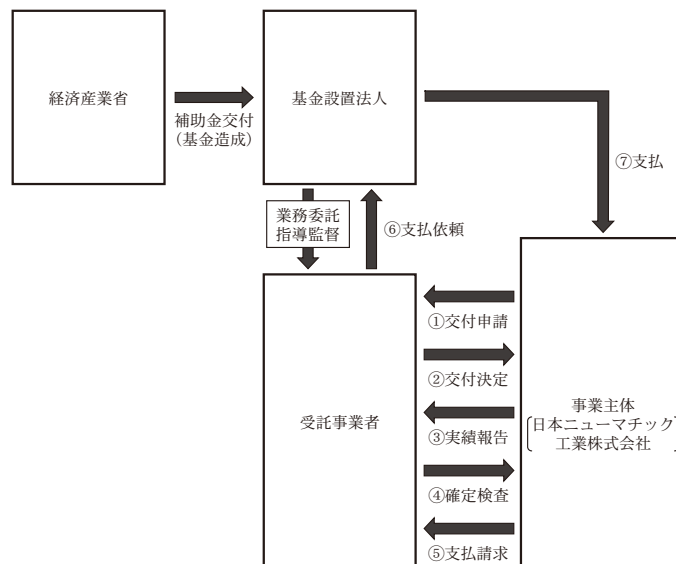 経済産業省
補助金交付
（基金造成）
基金設置法人
⑦支払
業務委託
指導監督
⑥支払依頼
①交付申請
②交付決定
③実績報告
④確定検査
⑤支払請求
受託事業者
事業主体
日本ニューマチック
工業株式会社